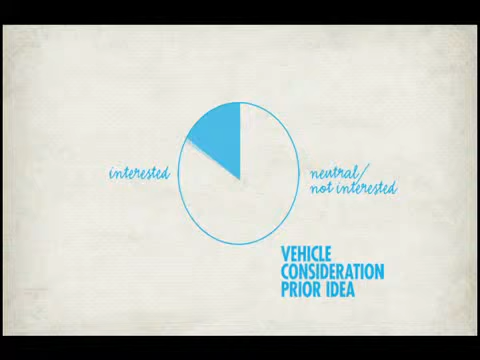 interested
neutral/
not interested
VEHICLE
CONSIDERATION
PRIOR IDEA